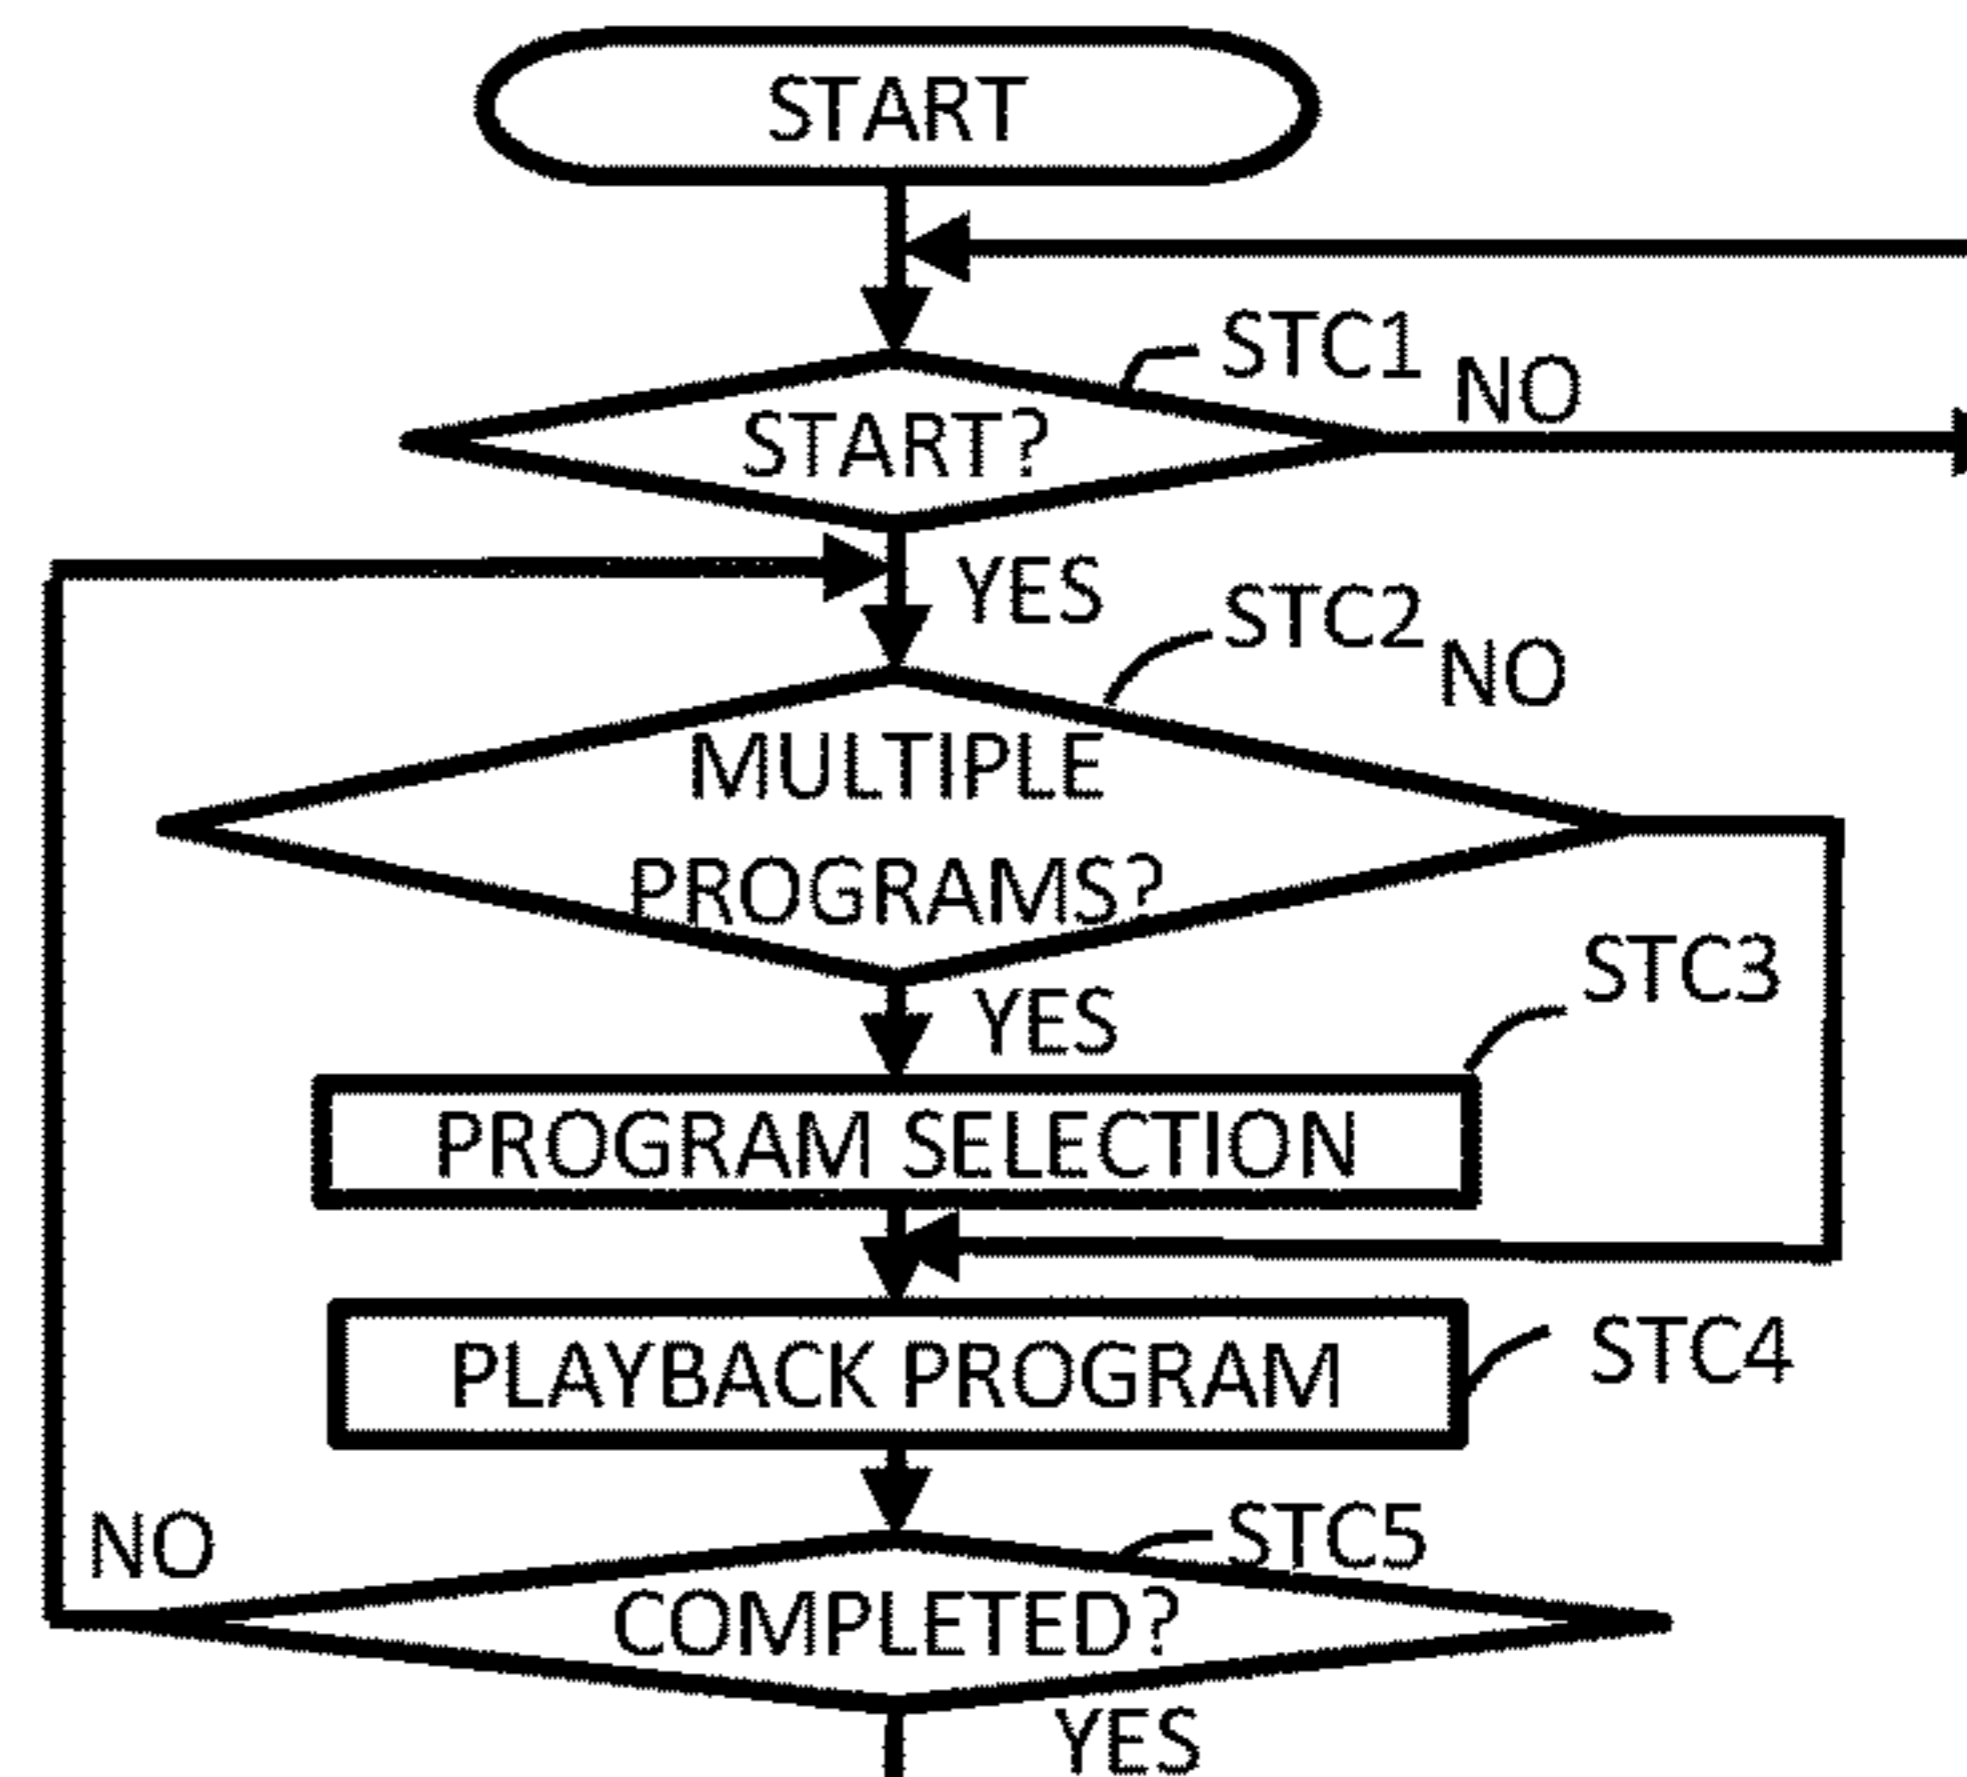 START
STC1
NO
START?
YES
STC2
NO
MULTIPLE
PROGRAMS?
STC3
YES
PROGRAM SELECTION
PLAYBACK PROGRAM
STC4
NO
STC5
COMPLETED?
YES